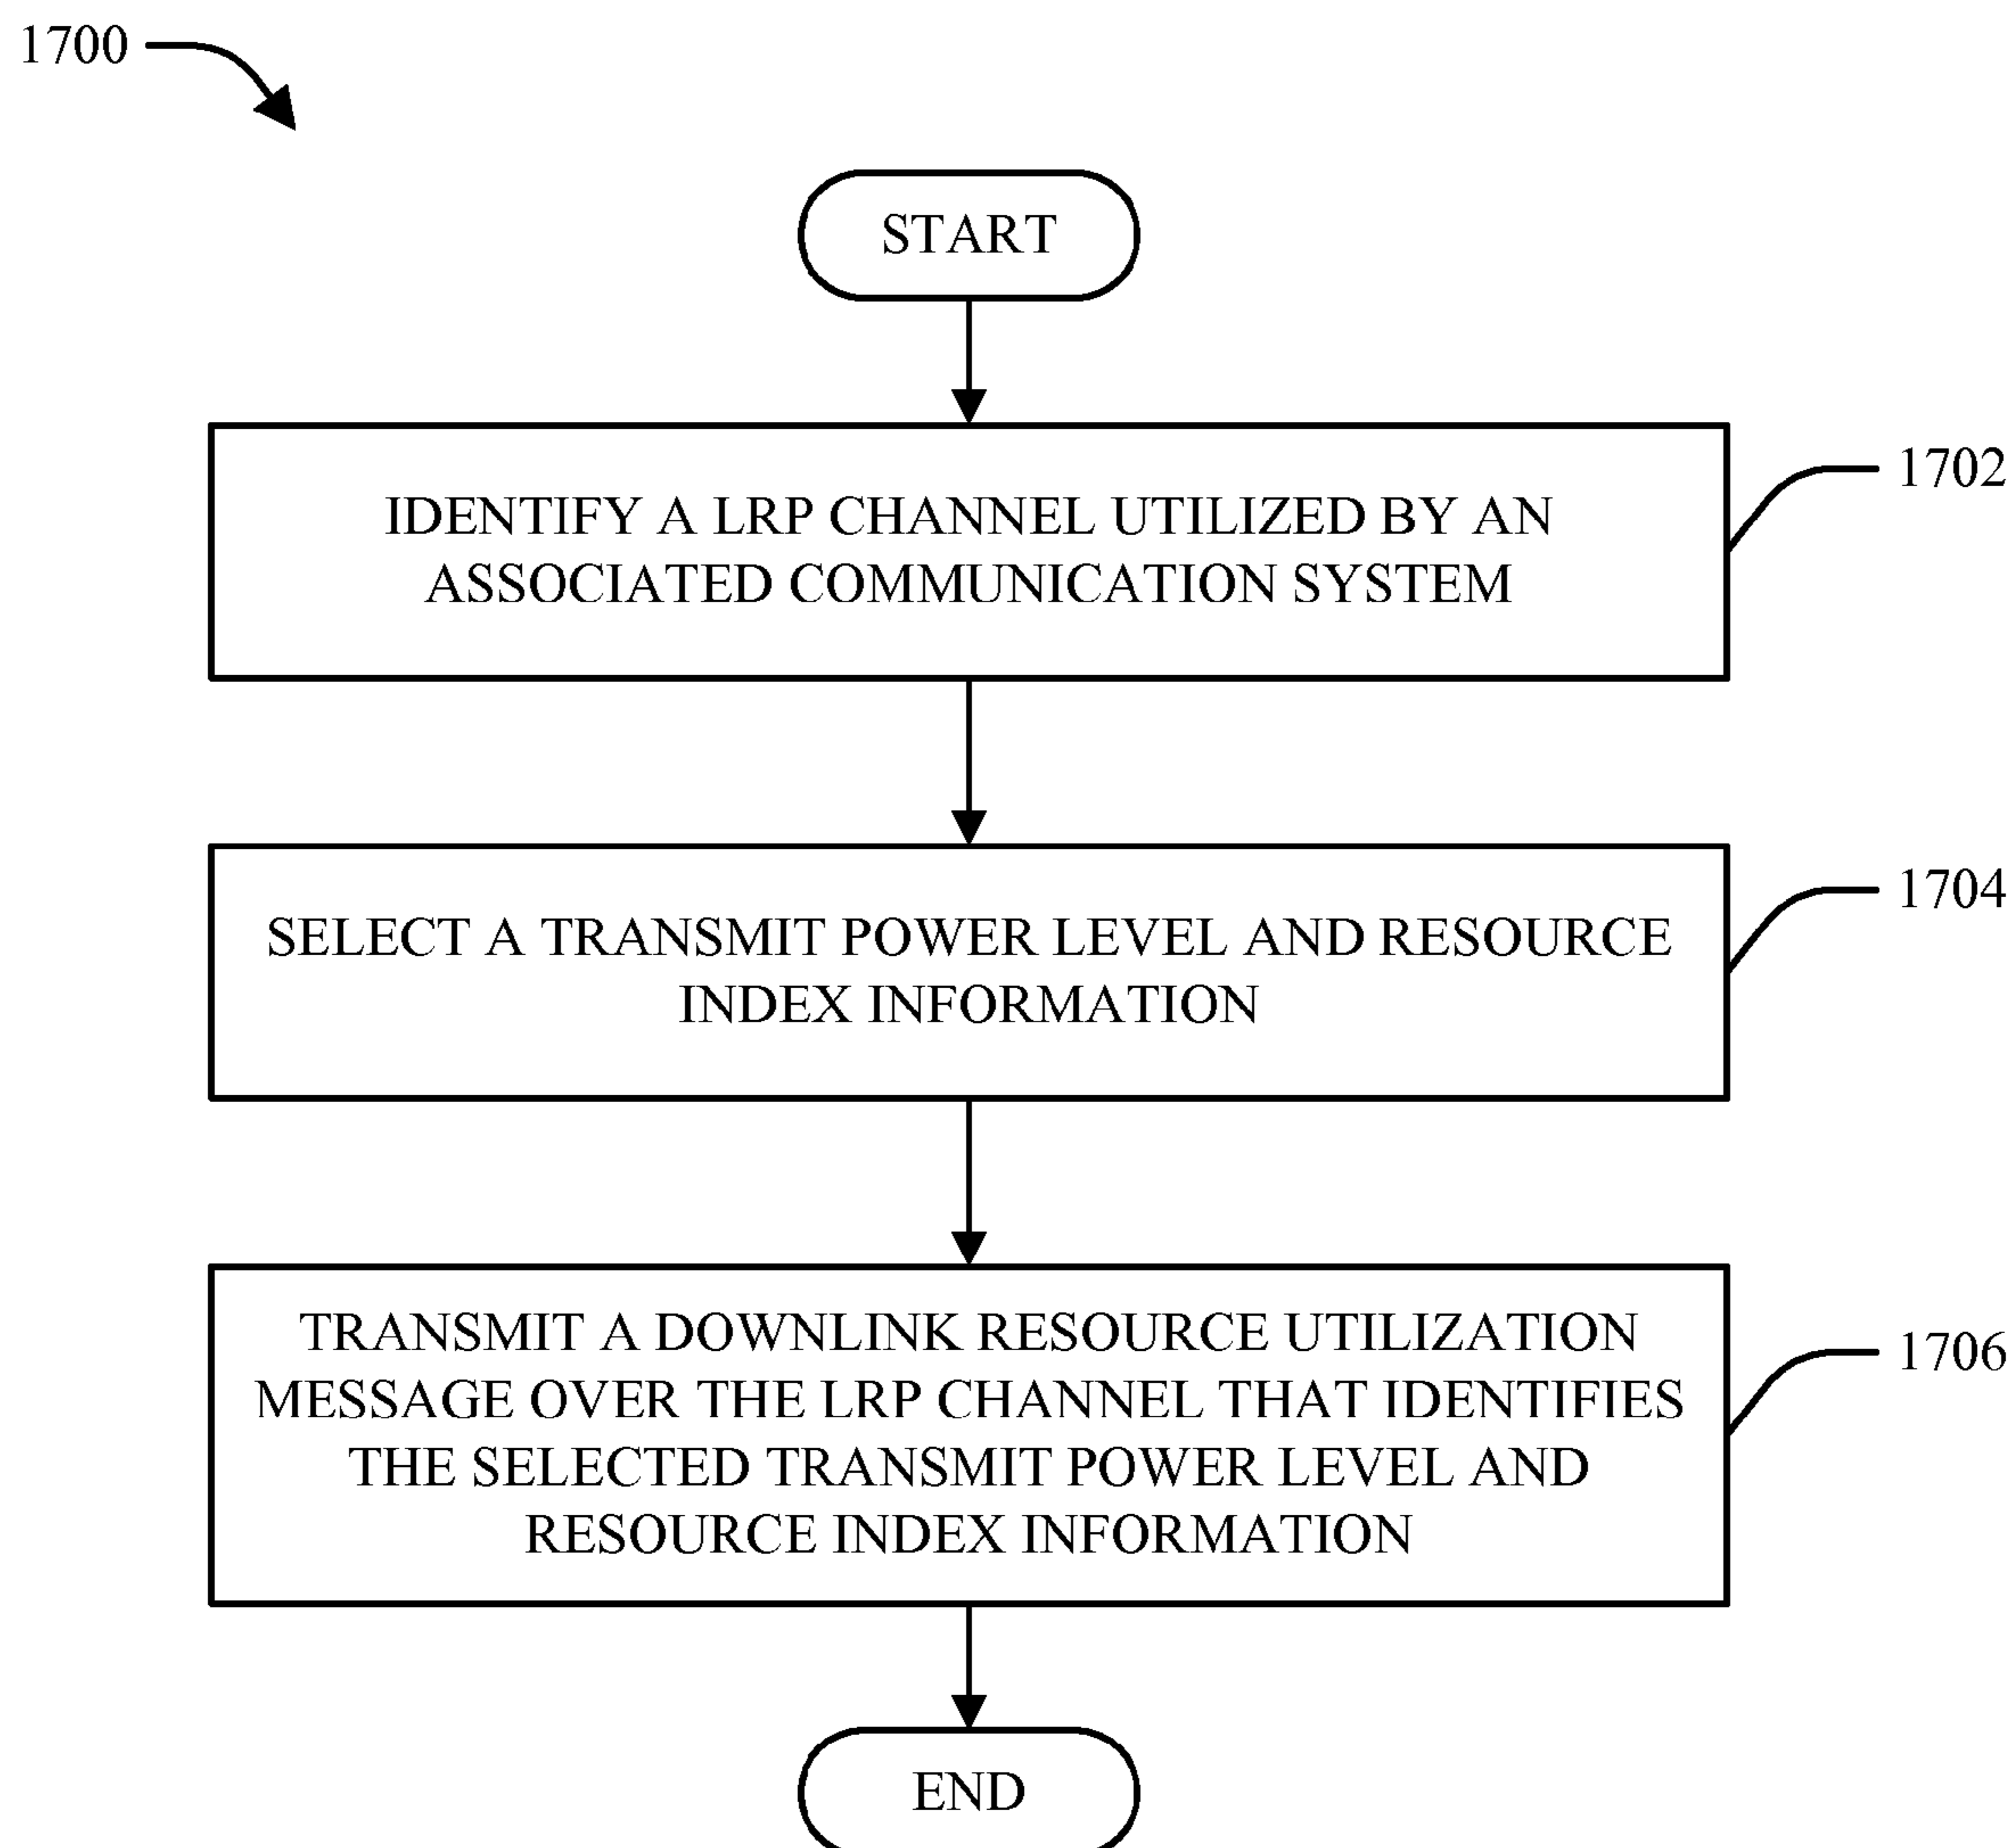 1700
START
IDENTIFY A LRP CHANNEL UTILIZED BY AN
ASSOCIATED COMMUNICATION SYSTEM
1702
SELECT A TRANSMIT POWER LEVEL AND RESOURCE
INDEX INFORMATION
1704
TRANSMIT A DOWNLINK RESOURCE UTILIZATION
MESSAGE OVER THE LRP CHANNEL THAT IDENTIFIES
THE SELECTED TRANSMIT POWER LEVEL AND
RESOURCE INDEX INFORMATION
1706
END